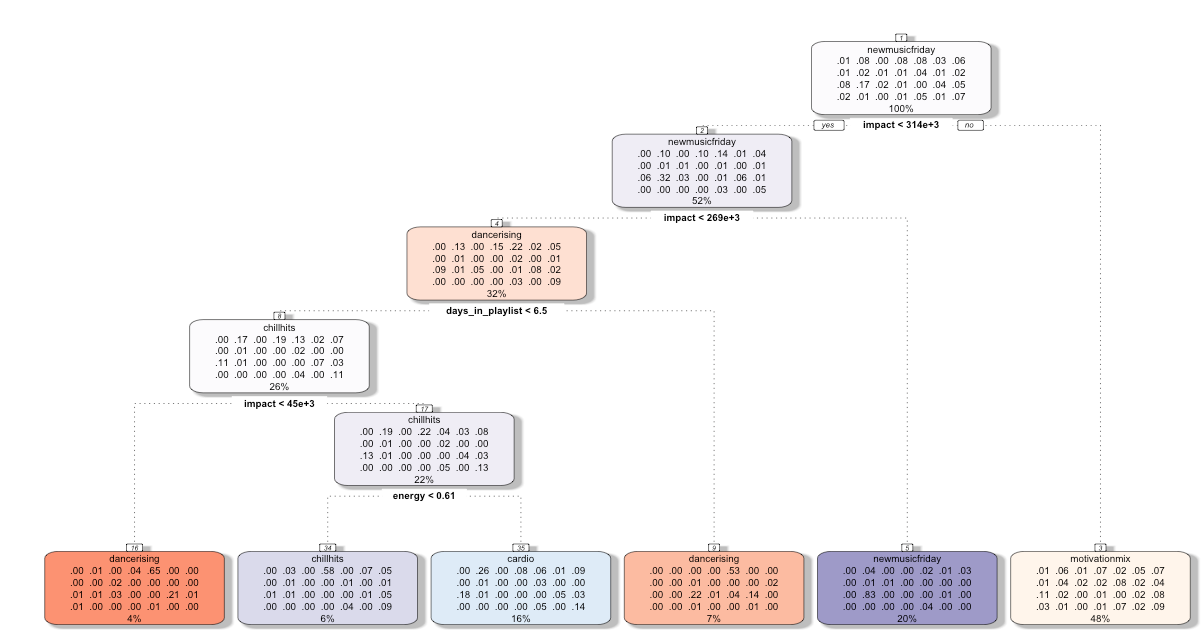 1
newmusicfriday
.01 .08 .00 .08 .08 .03 .06
.01 .02 .01 .01 .04 .01 .02
.08 .17 .02 .01 .00 .04 .05
.02 .01 .00 .01 .05 .01 .07
100%
yes impact < 314e+3 no
2
newmusicfriday
.00 .10 .00 .10 .14 .01 .04
.00 .01 .01 .00 .01 .00 .01
.06 .32 .03 .00 .01 .06 .01
.00 .00 .00 .00 .03 .00 .05
52%
impact < 269e+3
4
dancerising
.00 .13 .00 .15 .22 .02 .05
.00 .01 .00 .00 .02 .00 .01
.09 .01 .05 .00 .01 .08 .02
.00 .00 .00 .00 .03 .00 .09
32%
days_in_playlist < 6.5
8
chillhits
.00 .17 .00 .19 .13 .02 .07
.00 .01 .00 .00 .02 .00 .00
.11 .01 .00 .00 .00 .07 .03
.00 .00 .00 .00 .04 .00 .11
26%
impact < 45e+3
17
chillhits
.00 .19 .00 .22 .04 .03 .08
.00 .01 .00 .00 .02 .00 .00
.13 .01 .00 .00 .00 .04 .03
.00 .00 .00 .00 .05 .00 .13
22%
energy < 0.61
16
dancerising
.00 .01 .00 .04 .65 .00 .00
.00 .00 .02 .00 .00 .00 .00
.01 .01 .03 .00 .00 .21 .01
.01 .00 .00 .00 .01 .00 .00
4%
34
chillhits
.00 .03 .00 .58 .00 .07 .05
.00 .01 .00 .00 .01 .00 .01
.01 .01 .00 .00 .00 .01 .05
.00 .00 .00 .00 .04 .00 .09
6%
35
cardio
.00 .26 .00 .08 .06 .01 .09
.00 .01 .00 .00 .03 .00 .00
.18 .01 .00 .00 .00 .05 .03
.00 .00 .00 .00 .05 .00 .14
16%
9
dancerising
.00 .00 .00 .00 .53 .00 .00
.00 .00 .01 .00 .00 .00 .02
.00 .00 .22 .01 .04 .14 .00
.01 .00 .00 .00 .01 .00 .00
7%
5
newmusicfriday
.00 .04 .00 .00 .02 .01 .03
.00 .01 .01 .00 .00 .00 .00
.00 .83 .00 .00 .00 .01 .00
.00 .00 .00 .00 .04 .00 .00
20%
3
motivationmix
.01 .06 .01 .07 .02 .05 .07
.01 .04 .02 .02 .08 .02 .04
.11 .02 .00 .01 .00 .02 .08
.03 .01 .00 .01 .07 .02 .09
48%